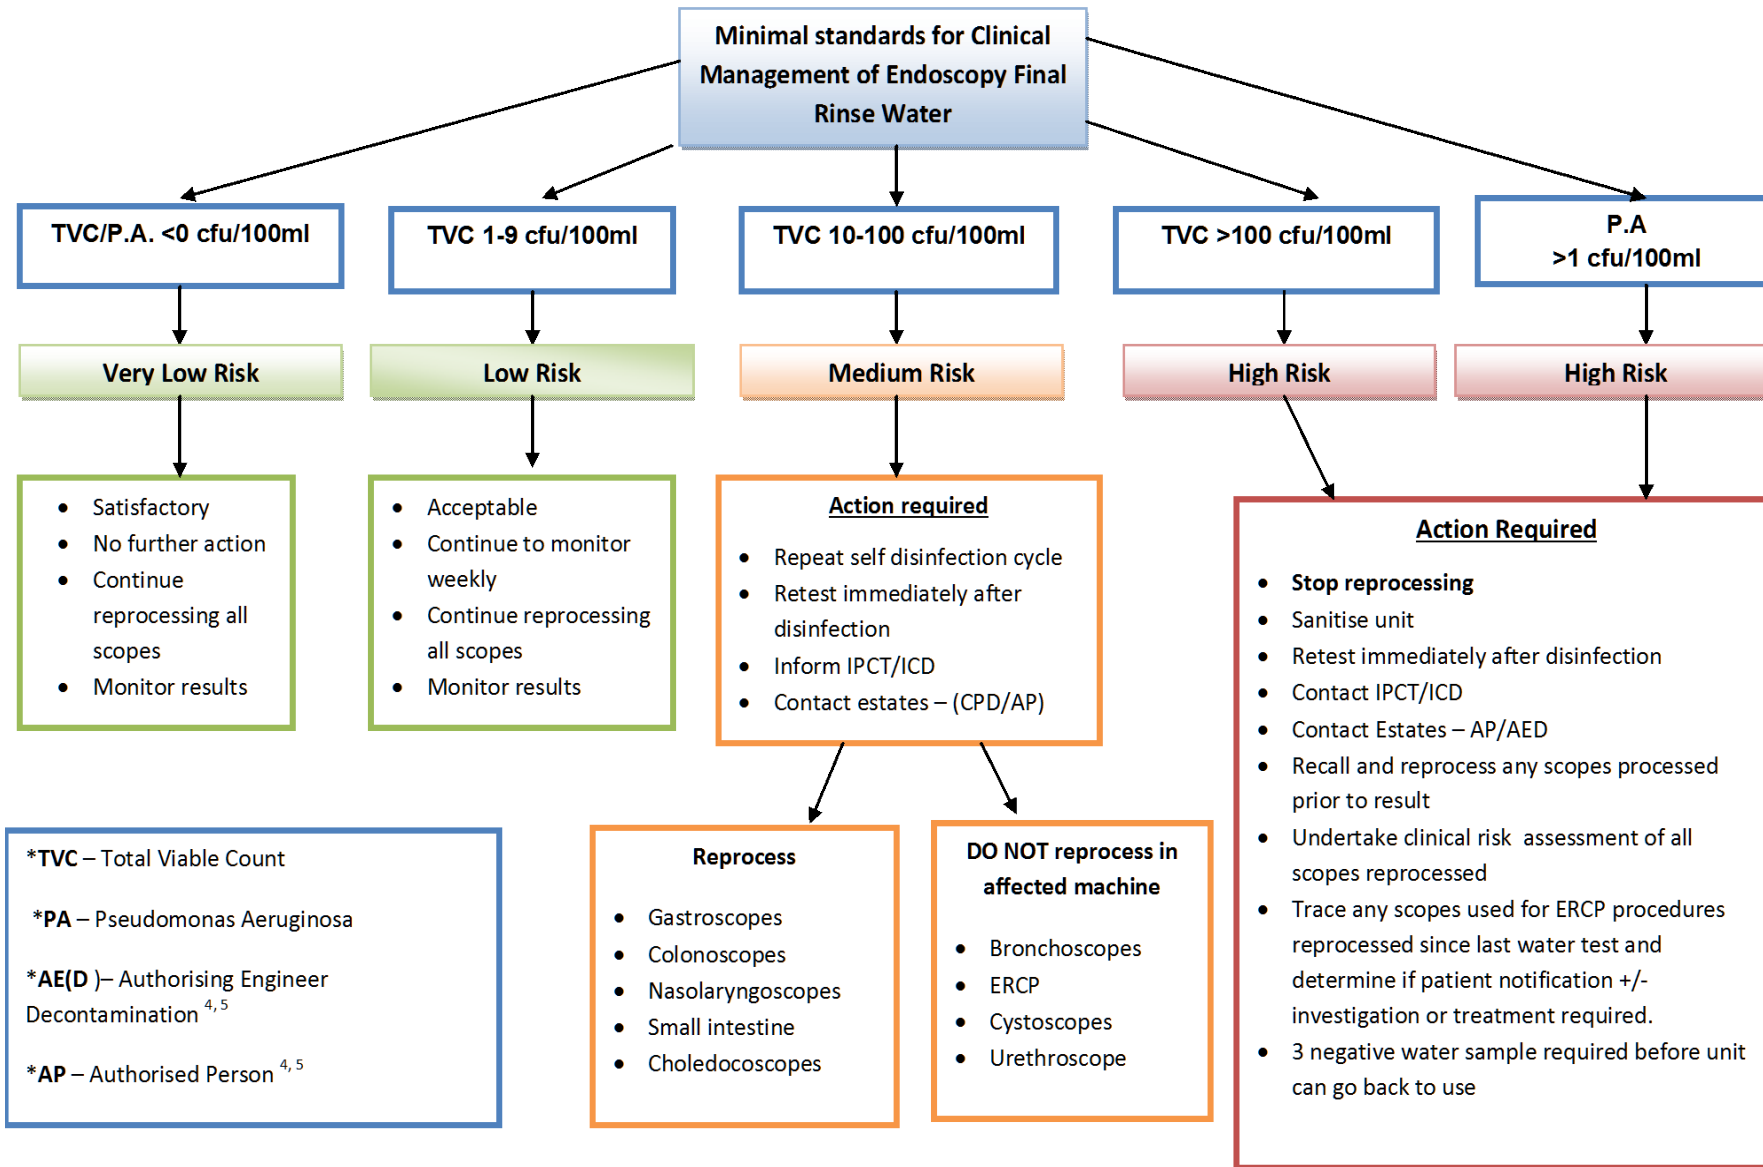 Minimal standards for Clinical
Management of Endoscopy Final
Rinse Water
TVC/P.A. <0 cfu/100ml
TVC 1-9 cfu/100ml
TVC 10-100 cfu/100ml
TVC >100 cfu/100ml
P.A
>1 cfu/100ml
Very Low Risk
Low Risk
Medium Risk
High Risk
High Risk
• Satisfactory
• No further action
• Continue
reprocessing all
scopes
• Monitor results
• Acceptable
• Continue to monitor
weekly
• Continue reprocessing
all scopes
• Monitor results
Action required
• Repeat self disinfection cycle
• Retest immediately after
disinfection
• Inform IPCT/ICD
• Contact estates – (CPD/AP)
Action Required
• Stop reprocessing
• Sanitise unit
• Retest immediately after disinfection
• Contact IPCT/ICD
• Contact Estates – AP/AED
• Recall and reprocess any scopes processed
prior to result
• Undertake clinical risk assessment of all
scopes reprocessed
• Trace any scopes used for ERCP procedures
reprocessed since last water test and
determine if patient notification +/-
investigation or treatment required.
• 3 negative water sample required before unit
can go back to use
*TVC – Total Viable Count
*PA – Pseudomonas Aeruginosa
*AE(D )– Authorising Engineer
Decontamination 4, 5
*AP – Authorised Person 4, 5
Reprocess
• Gastroscopes
• Colonoscopes
• Nasolaryngoscopes
• Small intestine
• Choledocoscopes
DO NOT reprocess in
affected machine
• Bronchoscopes
• ERCP
• Cystoscopes
• Urethroscope